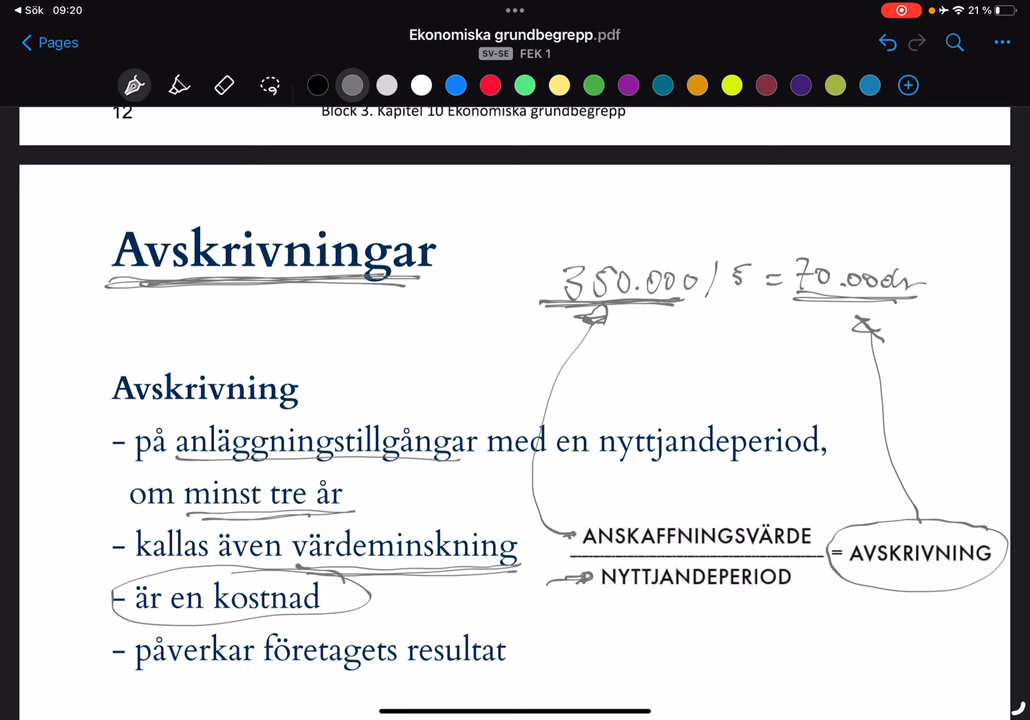 Sök 09:20
21 %
Pages
Ekonomiska grundbegrepp.pdf
SV-SE FEK 1
12 Block 3. Kapitel 10 Ekonomiska grundbegrepp
Avskrivningar
350.000 / 5 = 70.000kr
Avskrivning
- på anläggningstillgångar med en nyttjandeperiod,
om minst tre år
- kallas även värdeminskning
- är en kostnad
- påverkar företagets resultat
ANSKAFFNINGSVÄRDE
NYTTJANDEPERIOD
= AVSKRIVNING